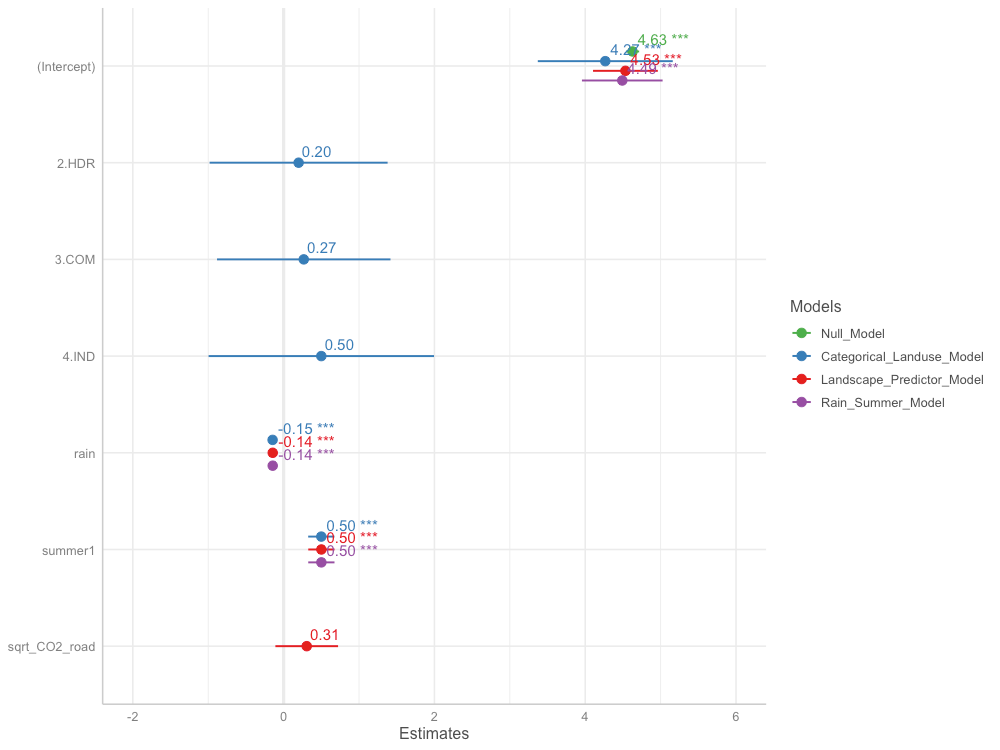 (Intercept)
4.63 ***
4.27 ***
4.53 ***
4.49 ***
2.HDR
0.20
3.COM
0.27
4.IND
0.50
rain
-0.15 ***
-0.14 ***
-0.14 ***
summer1
0.50 ***
0.50 ***
0.50 ***
sqrt_CO2_road
0.31
-2 0 2 4 6
Estimates
Models
Null_Model
Categorical_Landuse_Model
Landscape_Predictor_Model
Rain_Summer_Model